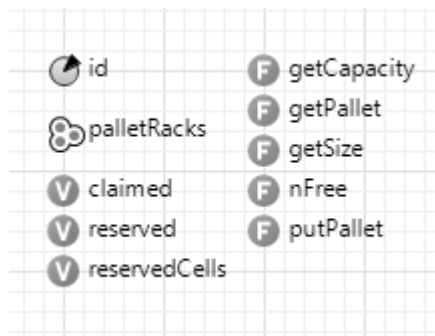 id
palletRacks
V claimed
V reserved
V reservedCells
F getCapacity
F getPallet
F getSize
F nFree
F putPallet